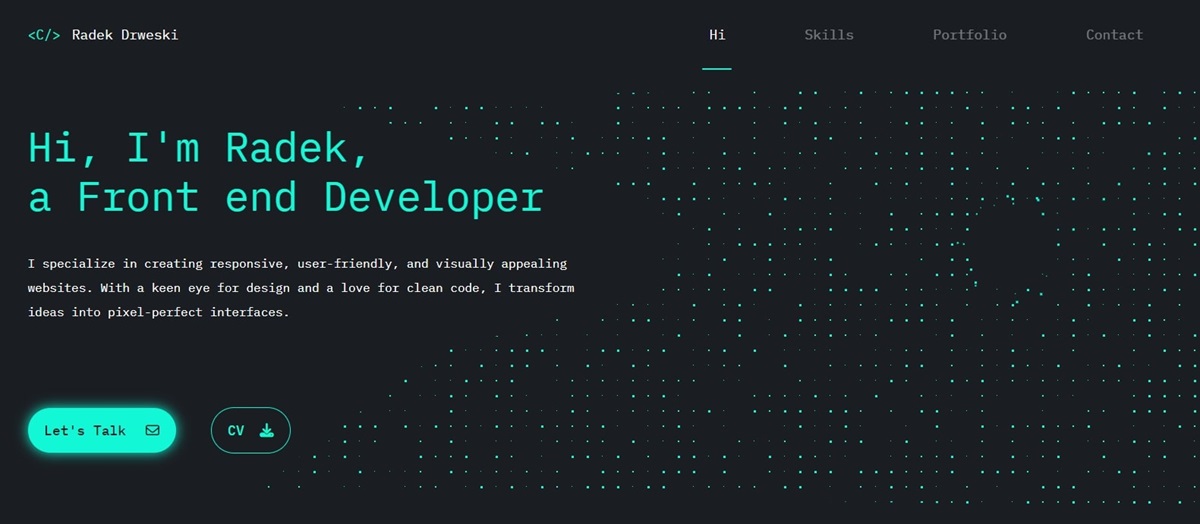 <C/> Radek Drweski
Hi Skills Portfolio Contact
Hi, I'm Radek,
a Front end Developer
I specialize in creating responsive, user-friendly, and visually appealing
websites. With a keen eye for design and a love for clean code, I transform
ideas into pixel-perfect interfaces.
Let's Talk
CV